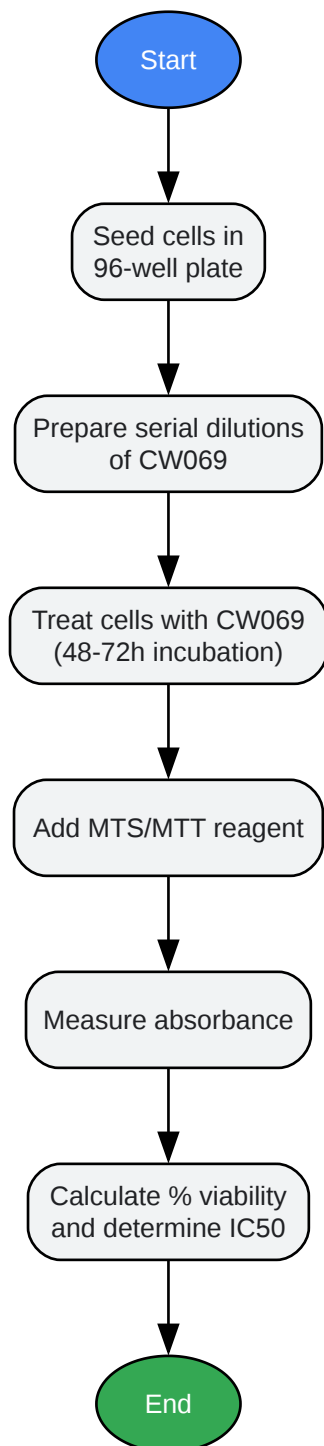 Start
Seed cells in
96-well plate
Prepare serial dilutions
of CW069
Treat cells with CW069
(48-72h incubation)
Add MTS/MTT reagent
Measure absorbance
Calculate % viability
and determine IC50
End